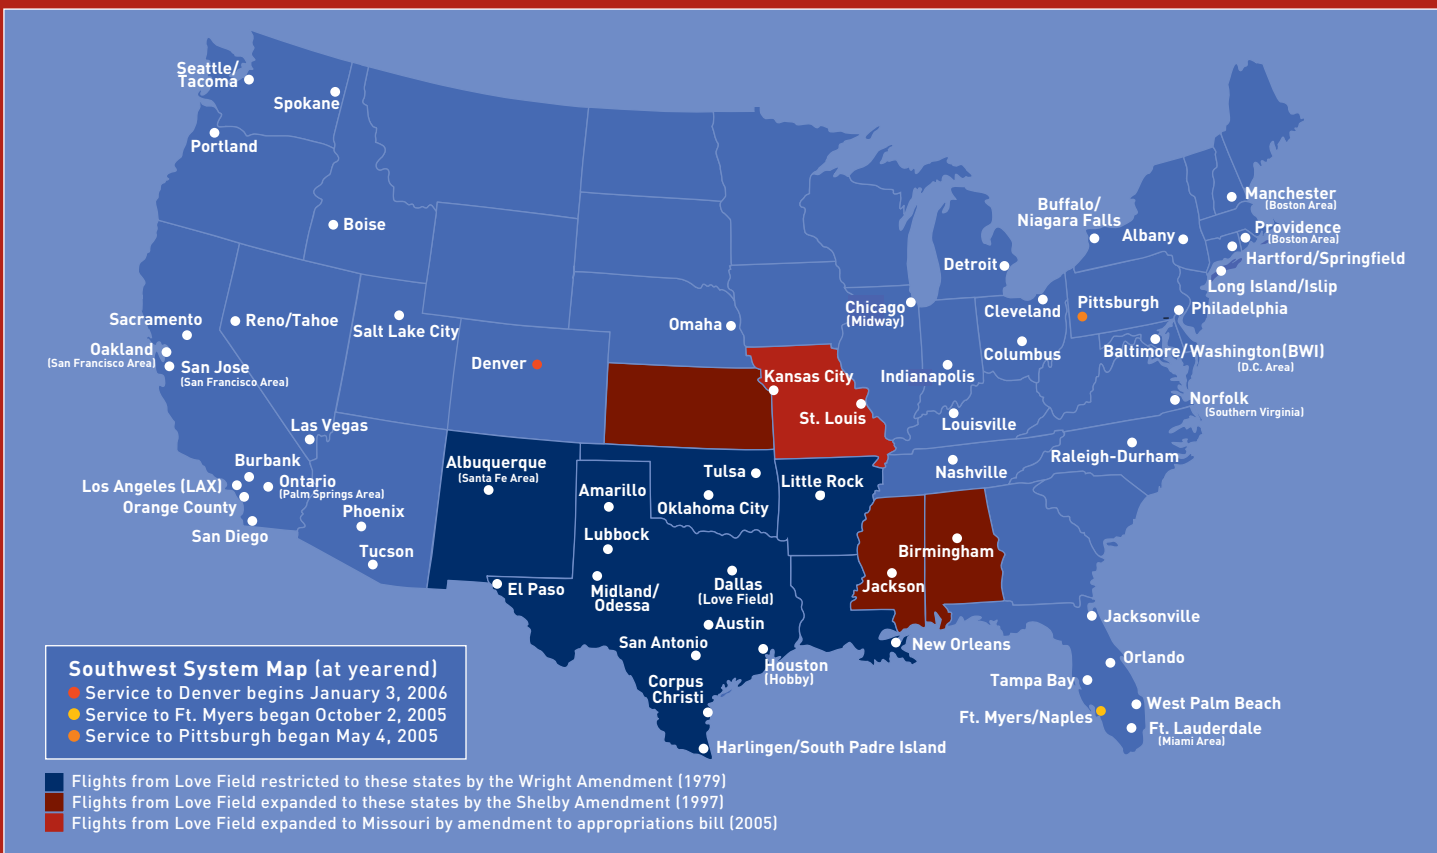 Seattle/
Tacoma
Spokane
Portland
Boise
Buffalo/
Niagara Falls
Albany
Manchester
(Boston Area)
Providence
(Boston Area)
Hartford/Springfield
Long Island/Islip
Detroit
Chicago
(Midway)
Cleveland
Pittsburgh
Philadelphia
Sacramento
Reno/Tahoe
Salt Lake City
Omaha
Oakland
(San Francisco Area)
San Jose
(San Francisco Area)
Denver
Columbus
Baltimore/Washington(BWI)
(D.C. Area)
Indianapolis
Kansas City
St. Louis
Louisville
Norfolk
(Southern Virginia)
Las Vegas
Burbank
Los Angeles (LAX)
Ontario
(Palm Springs Area)
Orange County
San Diego
Phoenix
Tucson
Albuquerque
(Santa Fe Area)
Amarillo
Tulsa
Oklahoma City
Little Rock
Nashville
Raleigh-Durham
Lubbock
Birmingham
Jackson
El Paso
Midland/
Odessa
Dallas
(Love Field)
Austin
San Antonio
Houston
(Hobby)
New Orleans
Corpus
Christi
Harlingen/South Padre Island
Jacksonville
Orlando
Tampa Bay
West Palm Beach
Ft. Myers/Naples
Ft. Lauderdale
(Miami Area)
Southwest System Map (at yearend)
Service to Denver begins January 3, 2006
Service to Ft. Myers began October 2, 2005
Service to Pittsburgh began May 4, 2005
Flights from Love Field restricted to these states by the Wright Amendment (1979)
Flights from Love Field expanded to these states by the Shelby Amendment (1997)
Flights from Love Field expanded to Missouri by amendment to appropriations bill (2005)